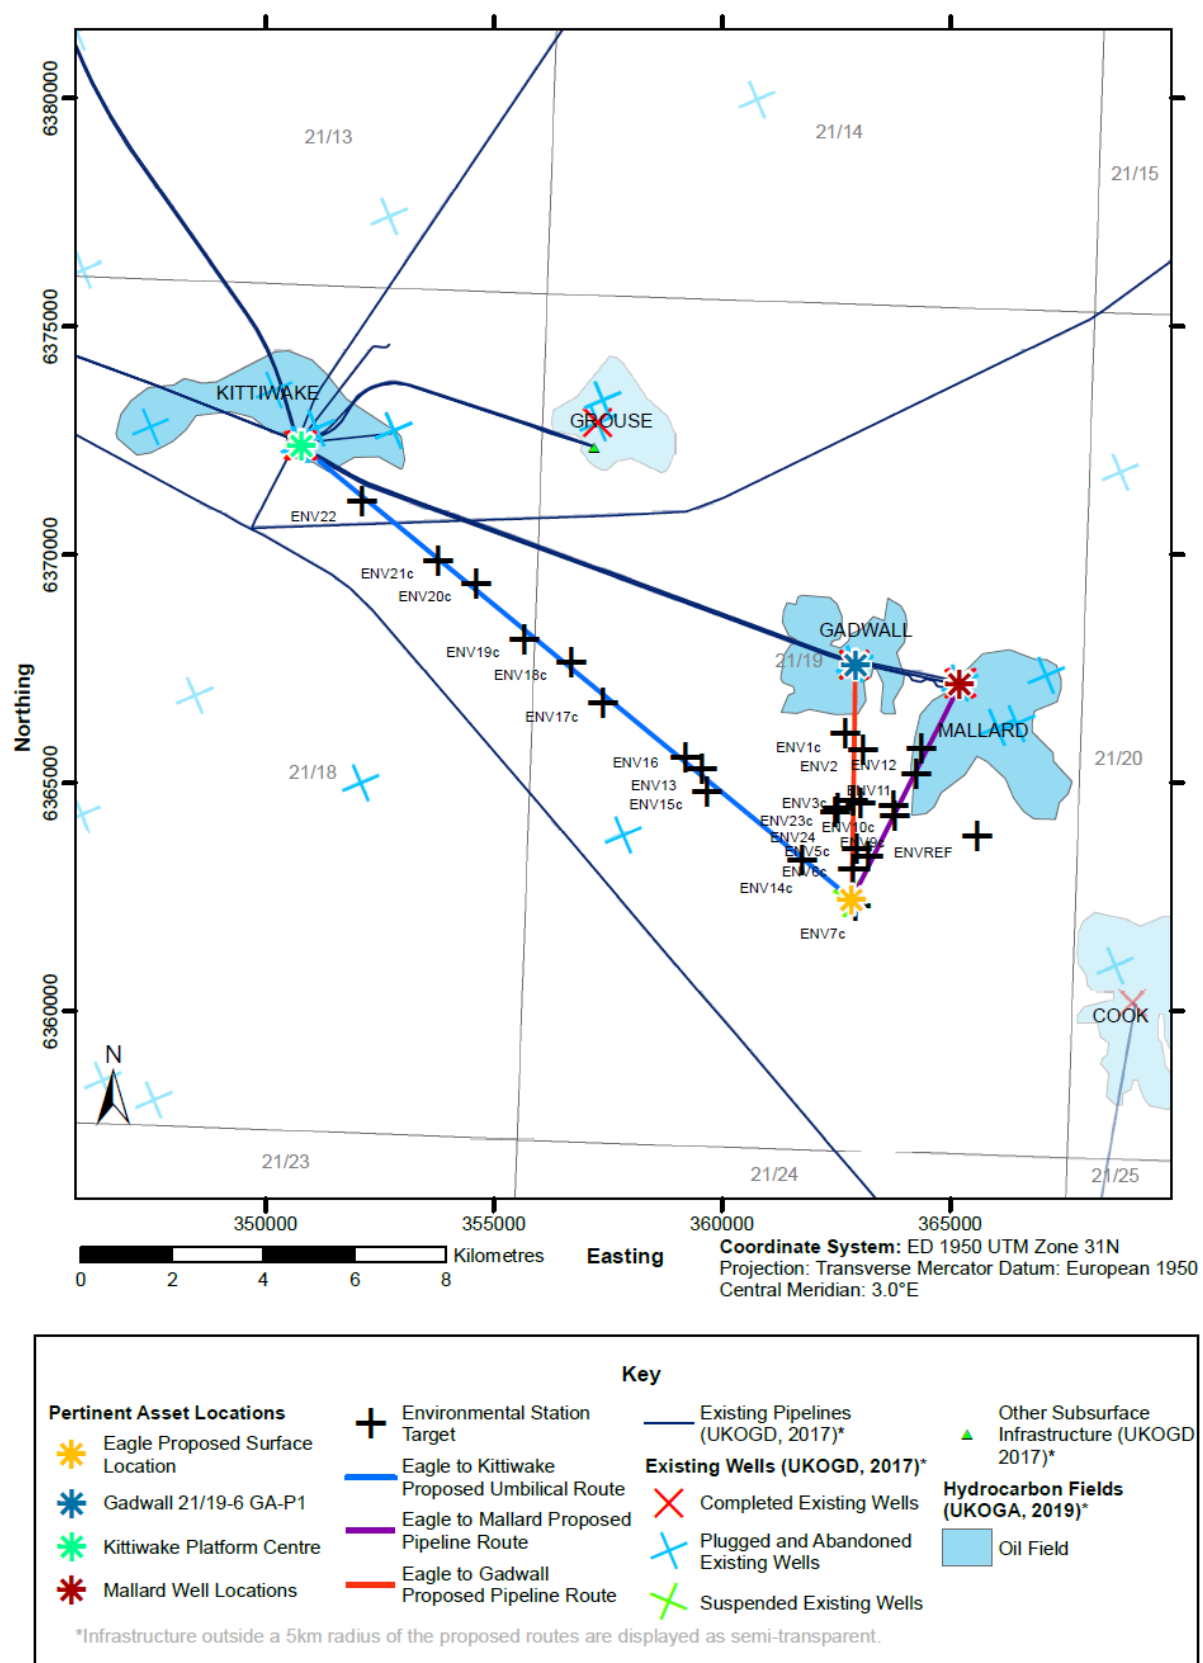 6380000
21/13
21/14
21/15
6375000
KITTIWAKE
GROUSE
ENV22
6370000
ENV21c
ENV20c
ENV19c
ENV18c
ENV17c
GADWALL
21/19
MALLARD
Northing
ENV1c
ENV2
ENV12
ENV16
ENV13
ENV15c
21/18
21/20
6365000
ENV11
ENV3c
ENV23c
ENV10c
ENV24
ENV9c
ENV5c
ENVREF
ENV6c
ENV14c
ENV7c
6360000
COOK
N
21/23
21/24
21/25
350000
355000
360000
365000
Kilometres
0 2 4 6 8
Easting
Coordinate System: ED 1950 UTM Zone 31N
Projection: Transverse Mercator Datum: European 1950
Central Meridian: 3.0°E
Key
Pertinent Asset Locations
Eagle Proposed Surface
Location
Gadwall 21/19-6 GA-P1
Kittiwake Platform Centre
Mallard Well Locations
Environmental Station
Target
Eagle to Kittiwake
Proposed Umbilical Route
Eagle to Mallard Proposed
Pipeline Route
Eagle to Gadwall
Proposed Pipeline Route
Existing Pipelines
(UKOGD, 2017)*
Existing Wells (UKOGD, 2017)*
Completed Existing Wells
Plugged and Abandoned
Existing Wells
Suspended Existing Wells
Other Subsurface
Infrastructure (UKOGD
2017)*
Hydrocarbon Fields
(UKOGA, 2019)*
Oil Field
*Infrastructure outside a 5km radius of the proposed routes are displayed as semi-transparent.